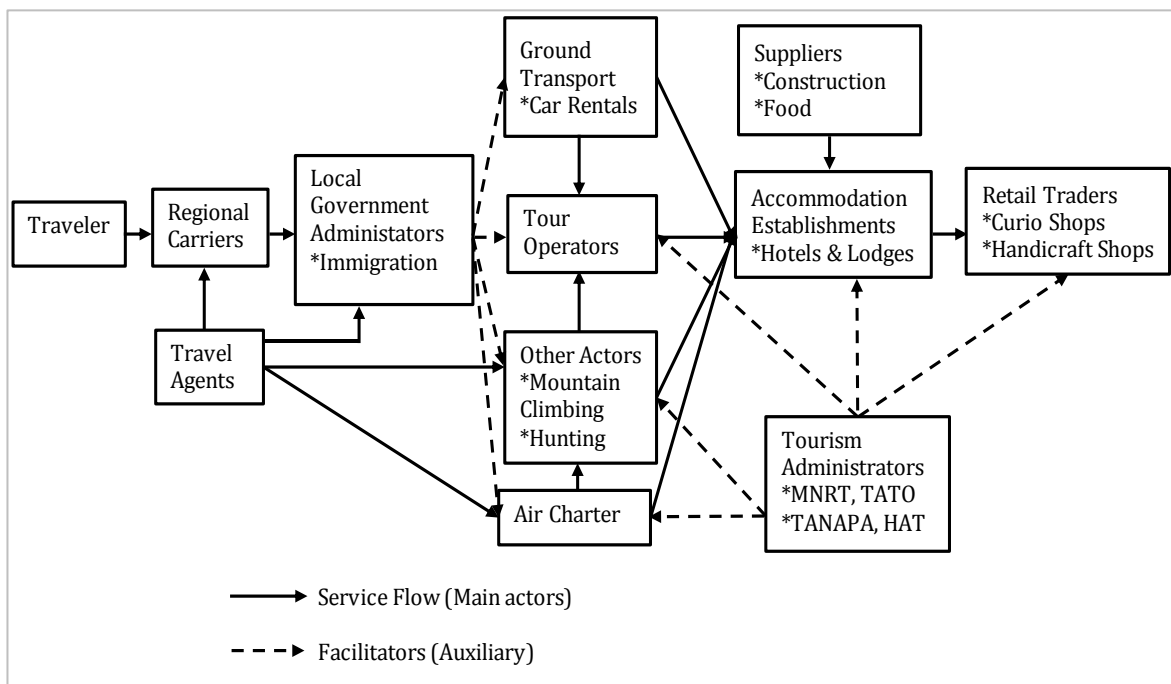 Traveler
Regional
Carriers
Travel
Agents
Local
Government
Administators
*Immigration
Ground
Transport
*Car Rentals
Tour
Operators
Other Actors
*Mountain
Climbing
*Hunting
Air Charter
Suppliers
*Construction
*Food
Accommodation
Establishments
*Hotels & Lodges
Retail Traders
*Curio Shops
*Handicraft Shops
Tourism
Administrators
*MNRT, TATO
*TANAPA, HAT
Service Flow (Main actors)
Facilitators (Auxiliary)